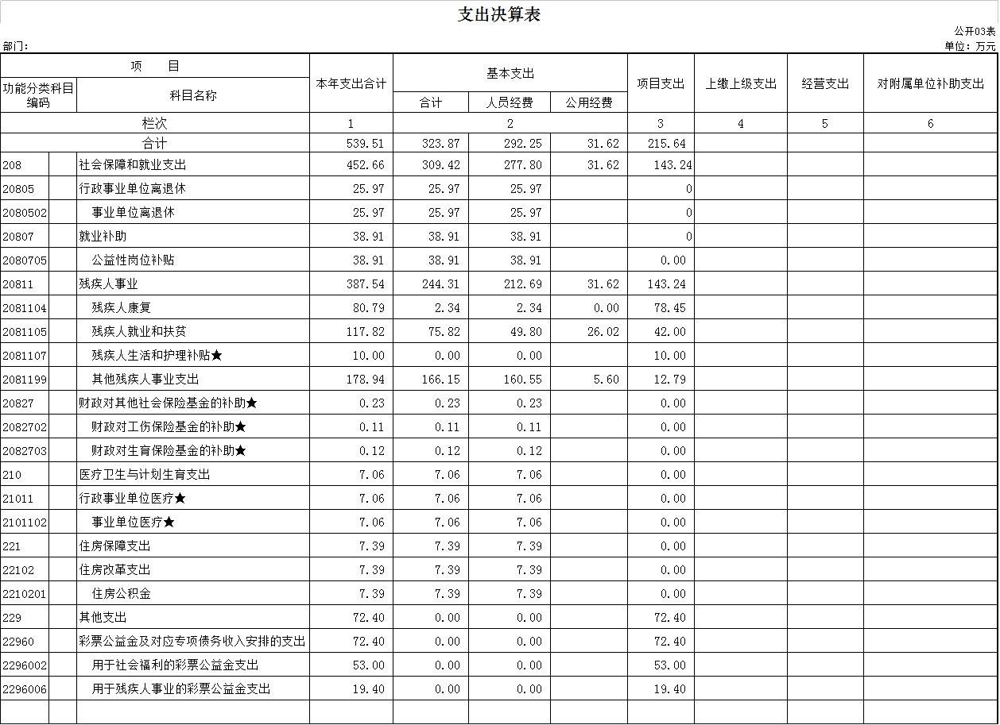 支出决算表
公开03表
部门： 单位：万元
项 目 本年支出合计 基本支出 项目支出 上缴上级支出 经营支出 对附属单位补助支出
功能分类科目编码 科目名称 合计 人员经费 公用经费
栏次 1 2 3 4 5 6
合计 539.51 323.87 292.25 31.62 215.64
208 社会保障和就业支出 452.66 309.42 277.80 31.62 143.24
20805 行政事业单位离退休 25.97 25.97 25.97 0
2080502 事业单位离退休 25.97 25.97 25.97 0
20807 就业补助 38.91 38.91 38.91 0
2080705 公益性岗位补贴 38.91 38.91 38.91 0.00
20811 残疾人事业 387.54 244.31 212.69 31.62 143.24
2081104 残疾人康复 80.79 2.34 2.34 0.00 78.45
2081105 残疾人就业和扶贫 117.82 75.82 49.80 26.02 42.00
2081107 残疾人生活和护理补贴★ 10.00 0.00 0.00 10.00
2081199 其他残疾人事业支出 178.94 166.15 160.55 5.60 12.79
20827 财政对其他社会保险基金的补助★ 0.23 0.23 0.23 0.00
2082702 财政对工伤保险基金的补助★ 0.11 0.11 0.11 0.00
2082703 财政对生育保险基金的补助★ 0.12 0.12 0.12 0.00
210 医疗卫生与计划生育支出 7.06 7.06 7.06 0.00
21011 行政事业单位医疗★ 7.06 7.06 7.06 0.00
2101102 事业单位医疗★ 7.06 7.06 7.06 0.00
221 住房保障支出 7.39 7.39 7.39 0.00
22102 住房改革支出 7.39 7.39 7.39 0.00
2210201 住房公积金 7.39 7.39 7.39 0.00
229 其他支出 72.40 0.00 0.00 72.40
22960 彩票公益金及对应专项债务收入安排的支出 72.40 0.00 0.00 72.40
2296002 用于社会福利的彩票公益金支出 53.00 0.00 0.00 53.00
2296006 用于残疾人事业的彩票公益金支出 19.40 0.00 0.00 19.40